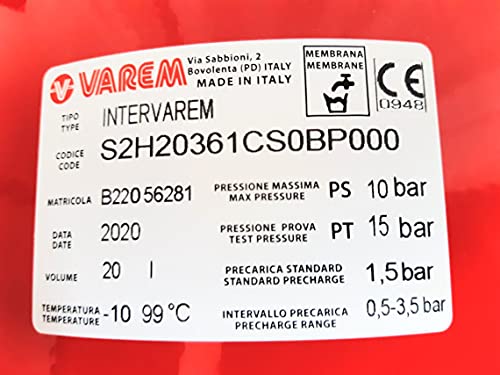 VAREM
Via Sabbioni, 2
Bovolenta (PD) ITALY
MADE IN ITALY
MEMBRANA
MEMBRANE
CE
0948
TIPO
TYPE
INTERVAREM
CODICE
CODE
S2H20361CS0BP000
MATRICOLA B22056281
PRESSIONE MASSIMA
MAX PRESSURE
PS 10 bar
DATA
DATE
2020
PRESSIONE PROVA
TEST PRESSURE
PT 15 bar
VOLUME 20 l
PRECARICA STANDARD
STANDARD PRECHARGE
1,5 bar
TEMPERATURA
TEMPERATURE
-10 99 °C
INTERVALLO PRECARICA
PRECHARGE RANGE
0,5-3,5 bar